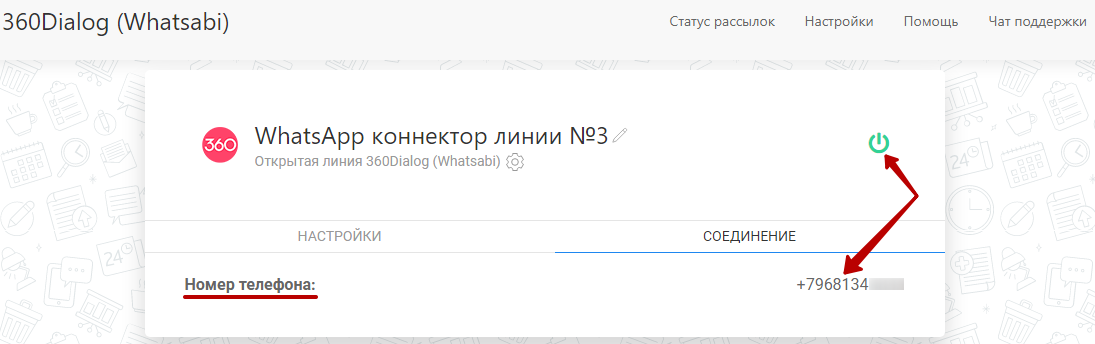 360Dialog (Whatsabi)
Статус рассылок Настройки Помощь Чат поддержки
360 WhatsApp коннектор линии №3
Открытая линия 360Dialog (Whatsabi)
НАСТРОЙКИ СОЕДИНЕНИЕ
Номер телефона: +7968134